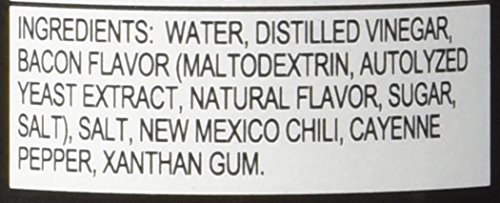 INGREDIENTS: WATER, DISTILLED VINEGAR,
BACON FLAVOR (MALTODEXTRIN, AUTOLYZED
YEAST EXTRACT, NATURAL FLAVOR, SUGAR,
SALT), SALT, NEW MEXICO CHILI, CAYENNE
PEPPER, XANTHAN GUM.